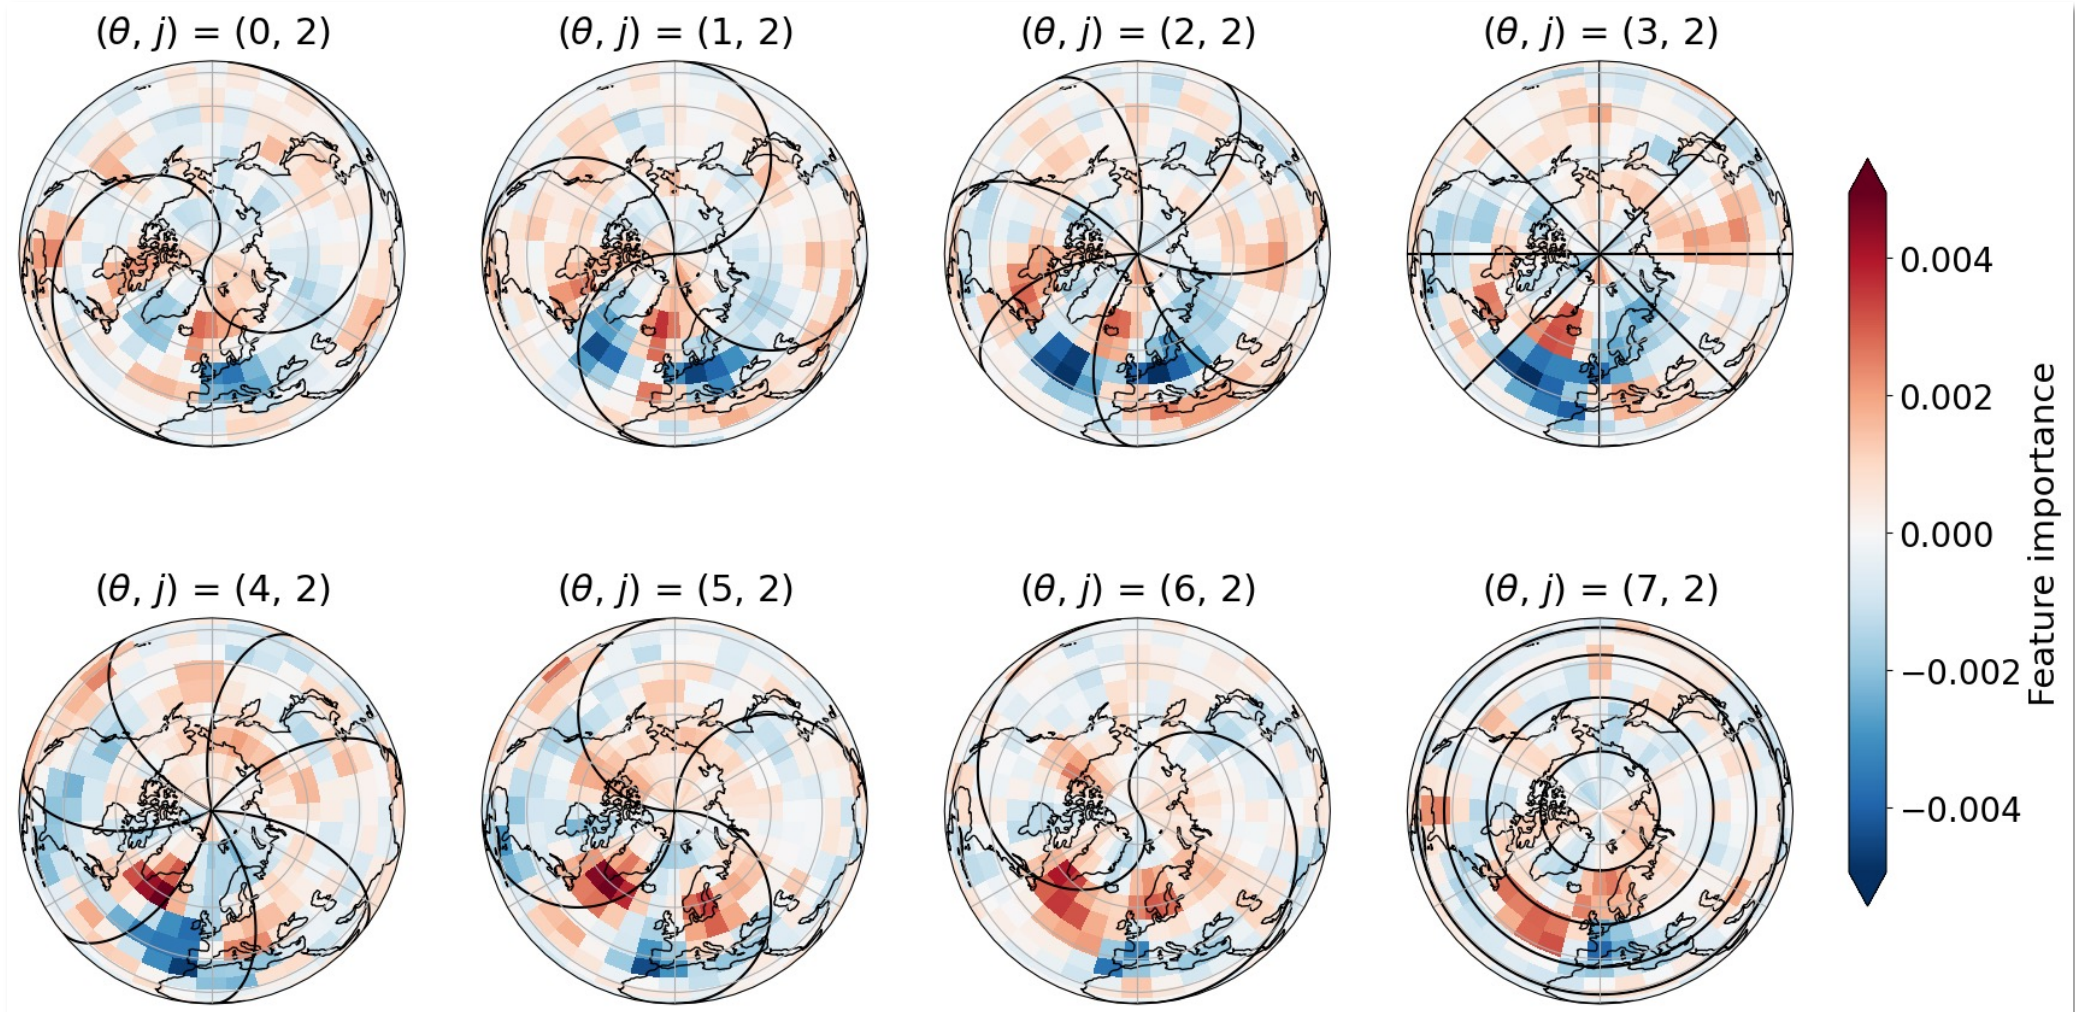 (θ, j) = (0, 2)
(θ, j) = (1, 2)
(θ, j) = (2, 2)
(θ, j) = (3, 2)
(θ, j) = (4, 2)
(θ, j) = (5, 2)
(θ, j) = (6, 2)
(θ, j) = (7, 2)
0.004
0.002
0.000
−0.002
−0.004
Feature importance